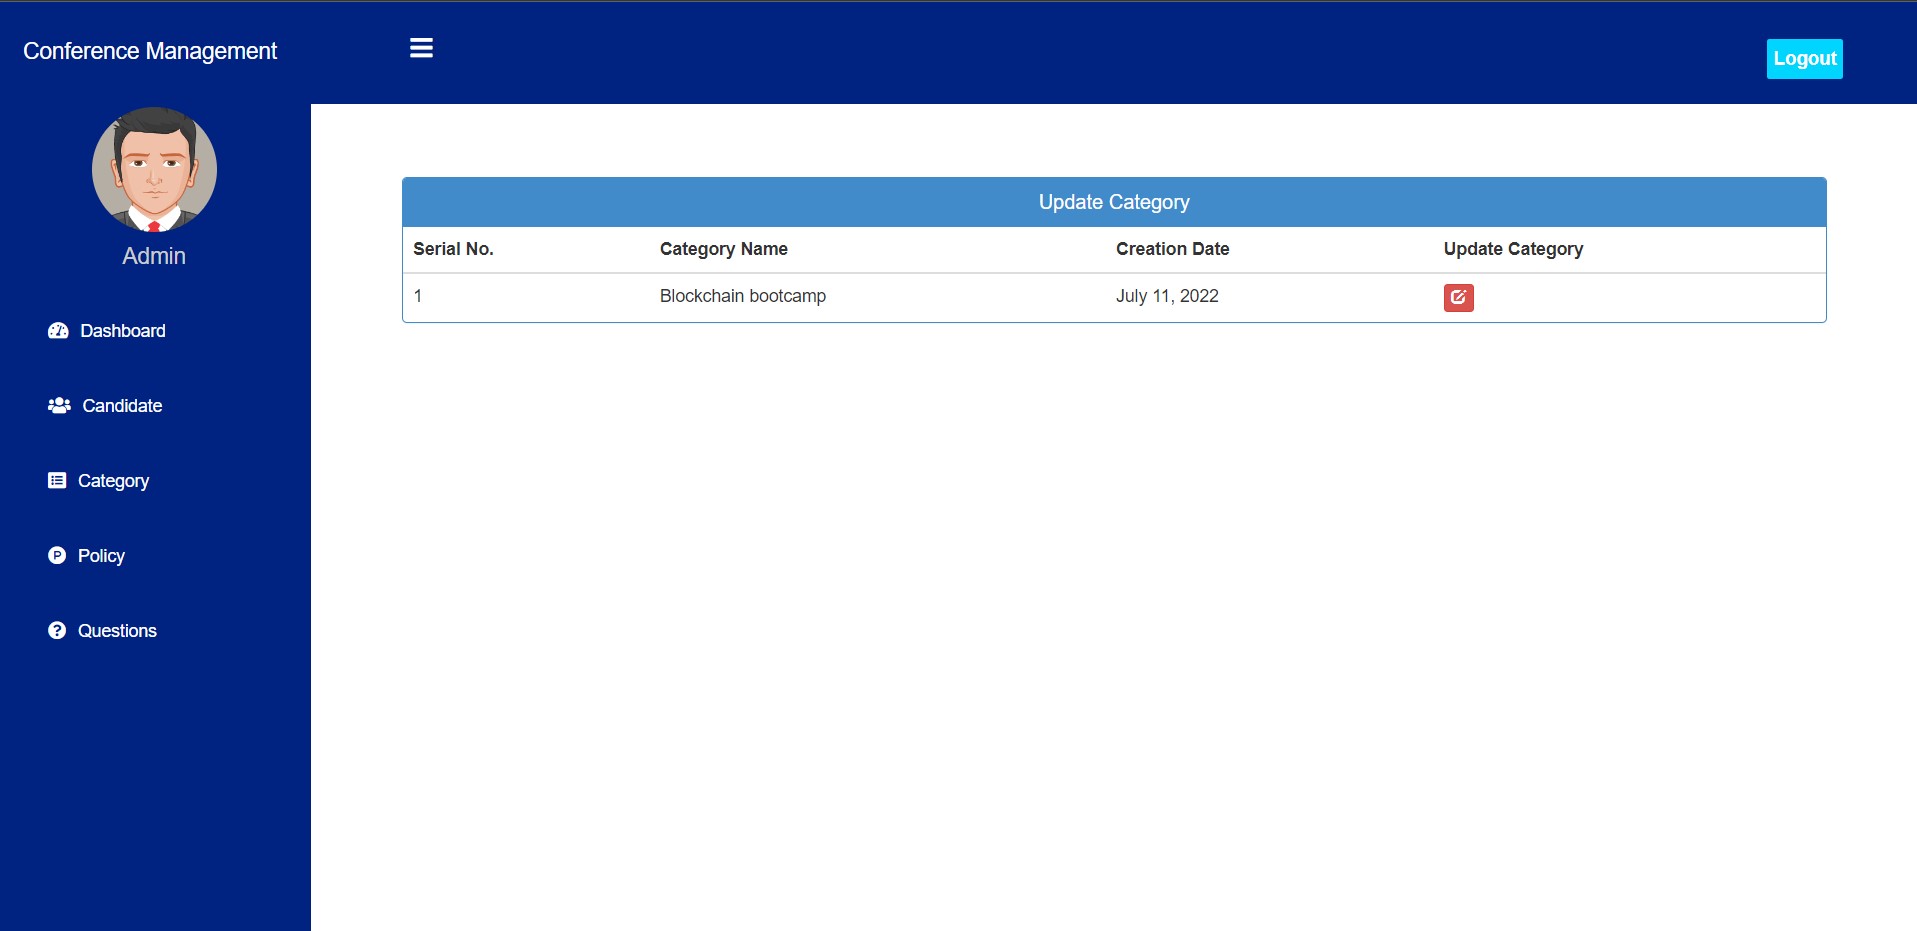 Conference Management
Logout
Admin
Dashboard
Candidate
Category
Policy
Questions
Update Category
Serial No. Category Name Creation Date Update Category
1 Blockchain bootcamp July 11, 2022